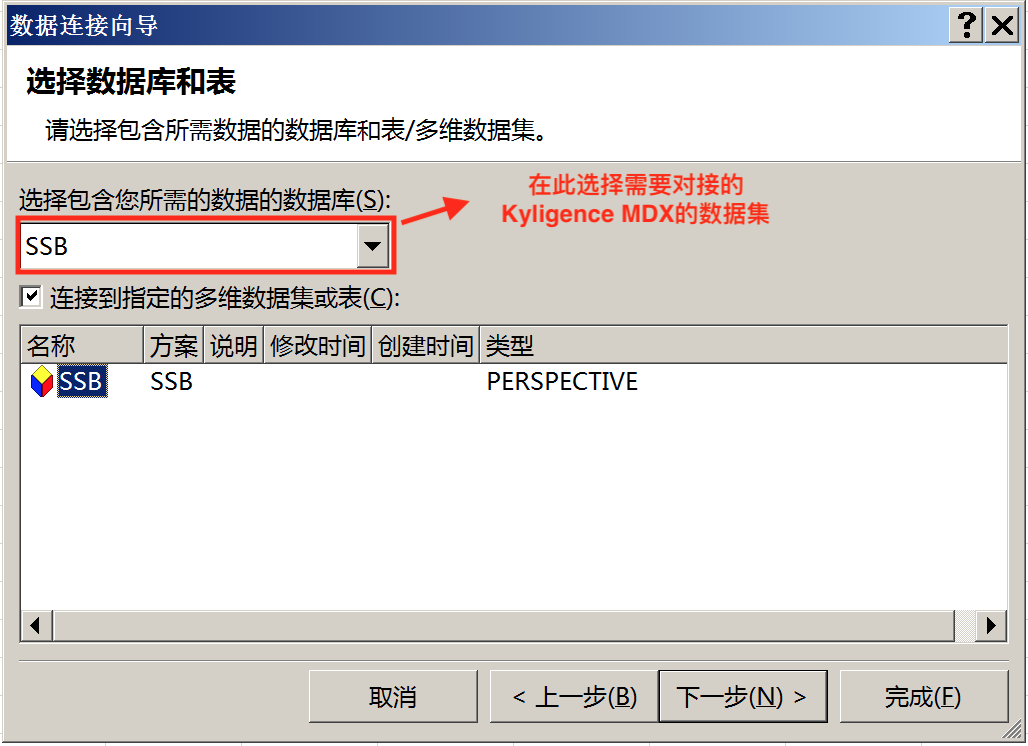 数据连接向导
选择数据库和表
请选择包含所需数据的数据库和表/多维数据集。
选择包含您所需的数据的数据库(S):
在此选择需要对接的
Kyligence MDX的数据集
SSB
连接到指定的多维数据集或表(C):
名称 方案 说明 修改时间 创建时间 类型
SSB SSB PERSPECTIVE
取消 < 上一步(B) 下一步(N) > 完成(F)